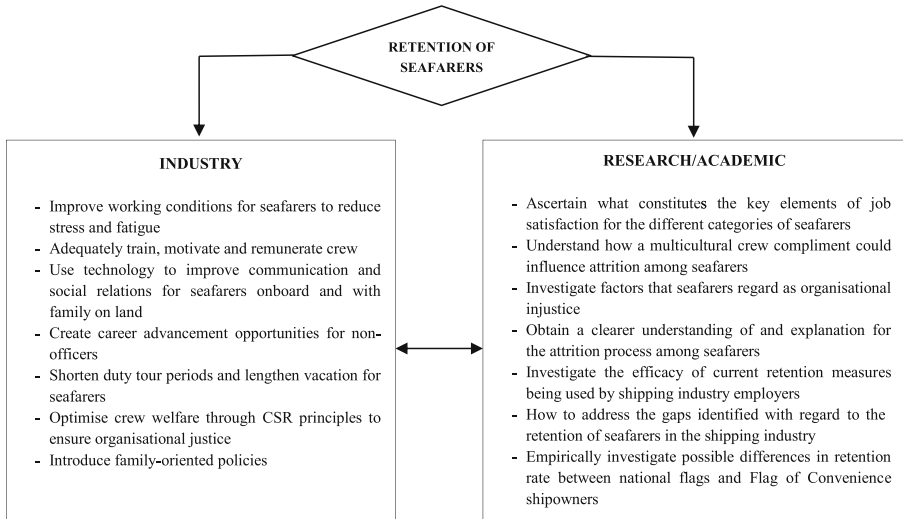 RETENTION OF
SEAFARERS
INDUSTRY
- Improve working conditions for seafarers to reduce
stress and fatigue
- Adequately train, motivate and remunerate crew
- Use technology to improve communication and
social relations for seafarers onboard and with
family on land
- Create career advancement opportunities for non-
officers
- Shorten duty tour periods and lengthen vacation for
seafarers
- Optimise crew welfare through CSR principles to
ensure organisational justice
- Introduce family-oriented policies
RESEARCH/ACADEMIC
- Ascertain what constitutes the key elements of job
satisfaction for the different categories of seafarers
- Understand how a multicultural crew compliment could
influence attrition among seafarers
- Investigate factors that seafarers regard as organisational
injustice
- Obtain a clearer understanding of and explanation for
the attrition process among seafarers
- Investigate the efficacy of current retention measures
being used by shipping industry employers
- How to address the gaps identified with regard to the
retention of seafarers in the shipping industry
- Empirically investigate possible differences in retention
rate between national flags and Flag of Convenience
shipowners